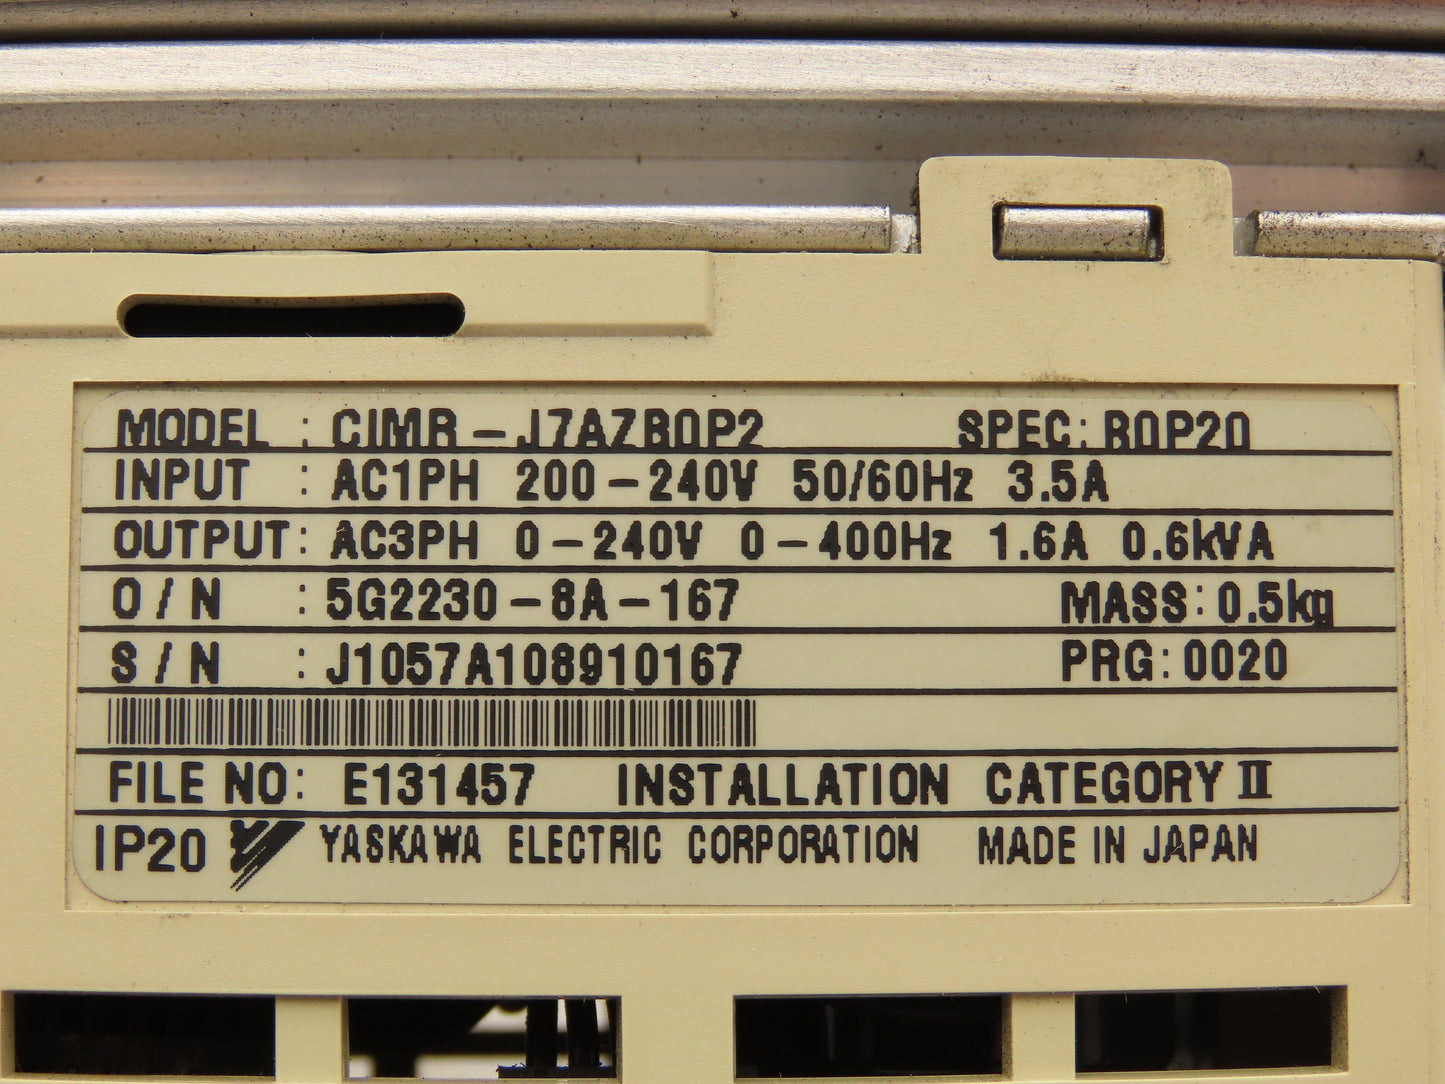 MODEL : CIMR-J7AZB0P2 SPEC: B0P20
INPUT : AC1PH 200-240V 50/60Hz 3.5A
OUTPUT: AC3PH 0-240V 0-400Hz 1.6A 0.6kVA
O/N : 5G2230-8A-167 MASS: 0.5kg
S/N : J1057A108910167 PRG: 0020
FILE NO: E131457 INSTALLATION CATEGORY II
IP20 YASKAWA ELECTRIC CORPORATION MADE IN JAPAN